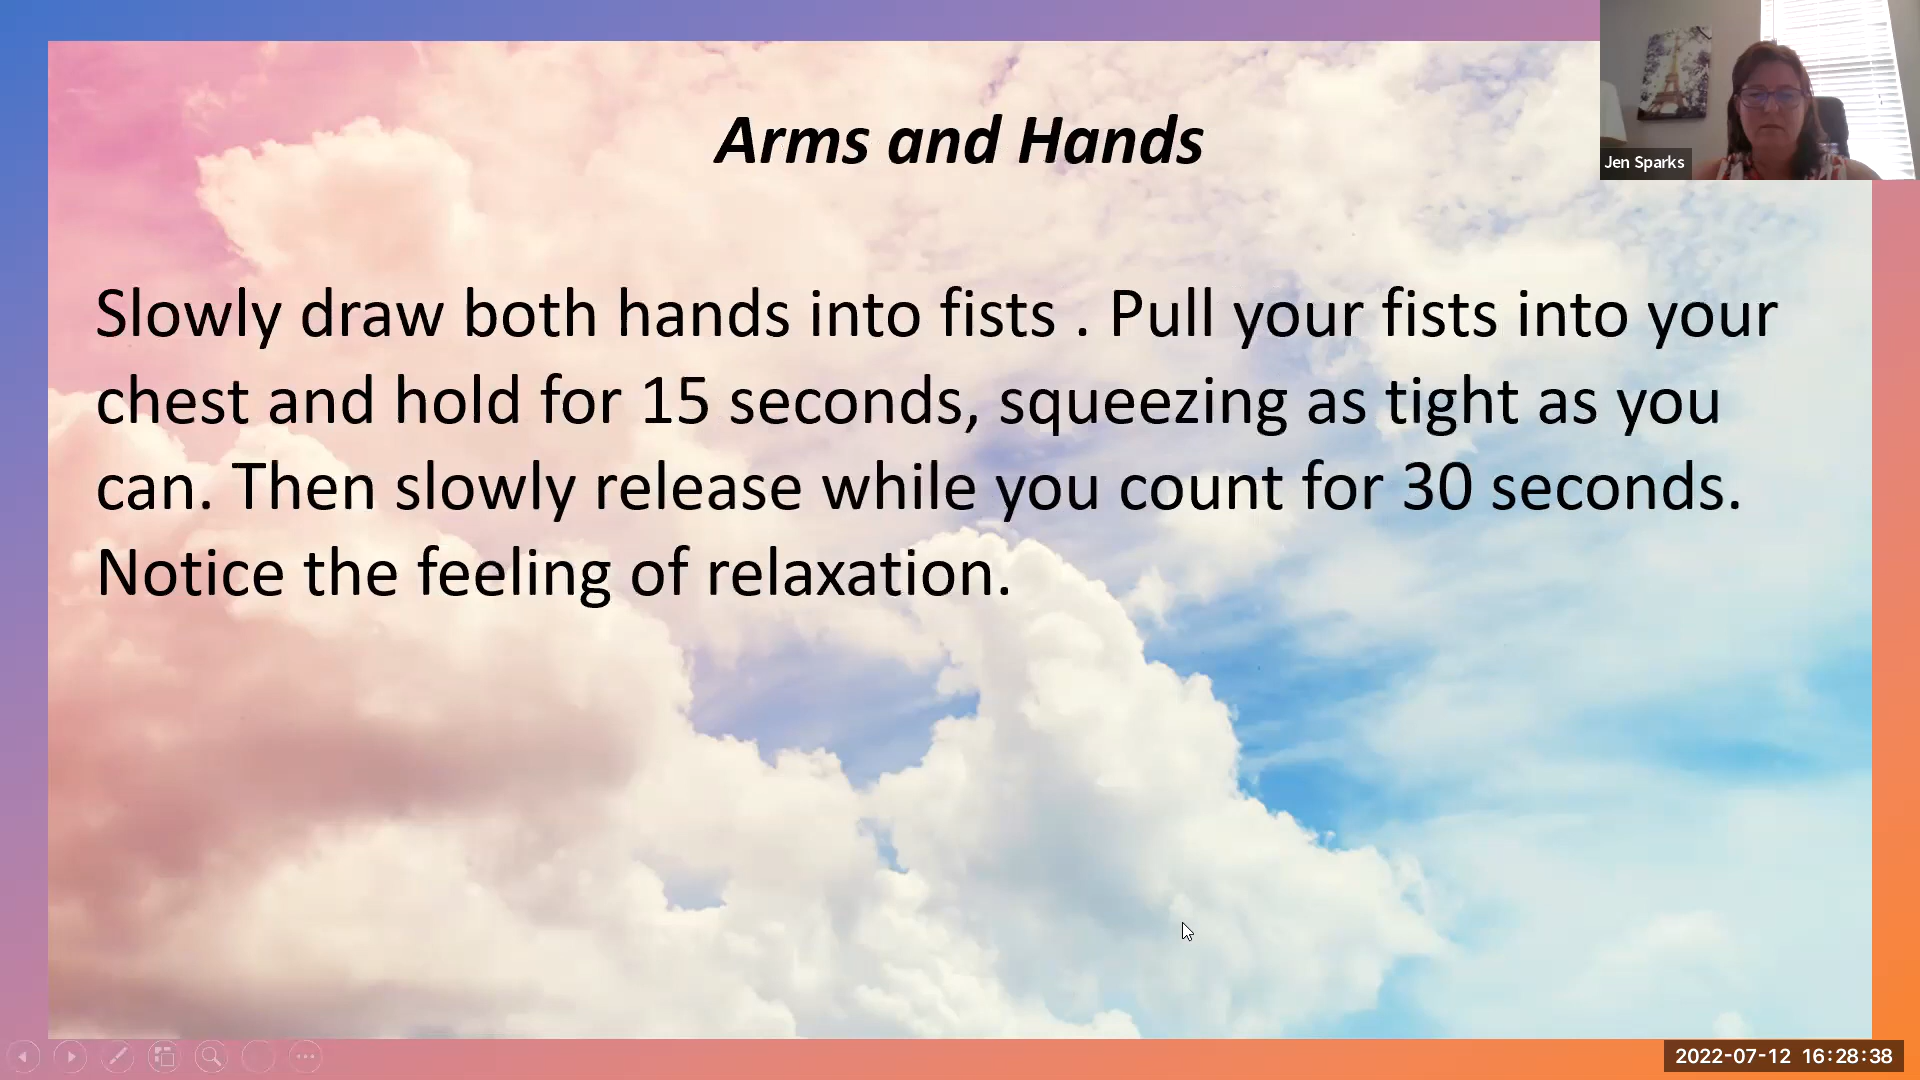 Arms and Hands
Jen Sparks
Slowly draw both hands into fists . Pull your fists into your
chest and hold for 15 seconds, squeezing as tight as you
can. Then slowly release while you count for 30 seconds.
Notice the feeling of relaxation.
2022-07-12 16:28:38